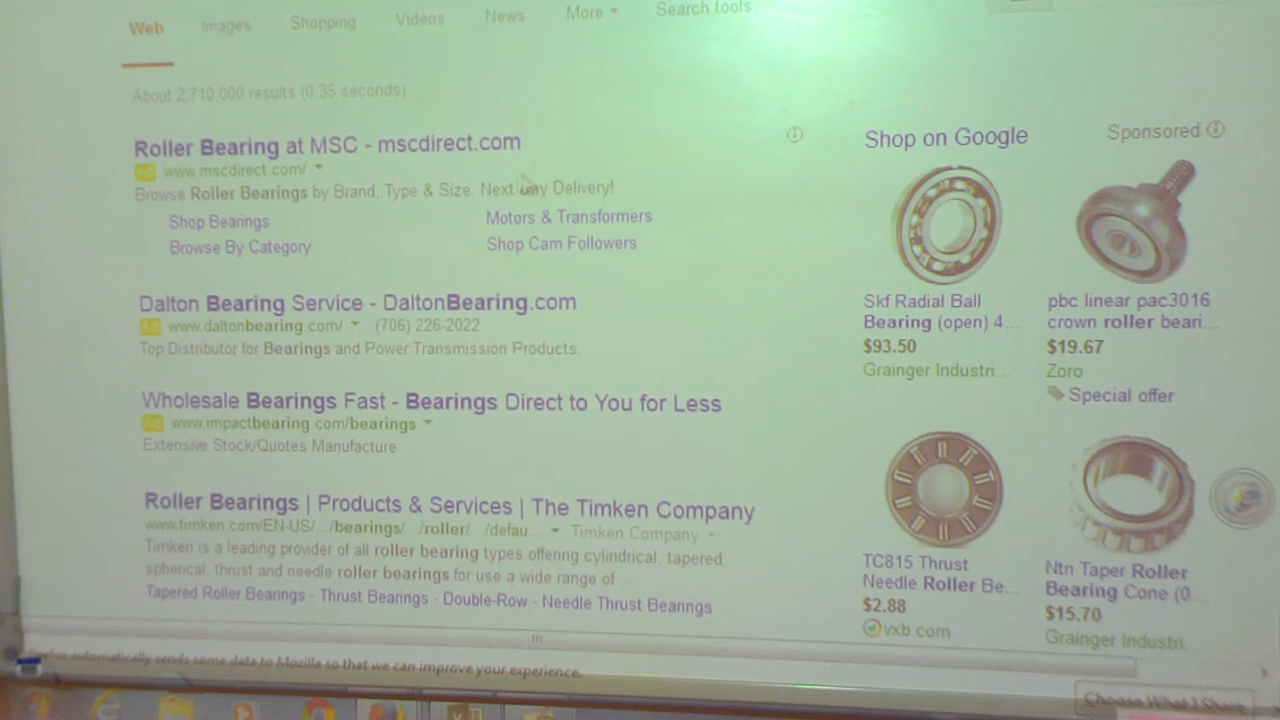 Web Images Shopping Videos News More Search tools
About 2,710,000 results (0.35 seconds)
Roller Bearing at MSC - mscdirect.com
Ad www.mscdirect.com/
Browse Roller Bearings by Brand, Type & Size. Next Day Delivery!
Shop Bearings Motors & Transformers
Browse By Category Shop Cam Followers
Dalton Bearing Service - DaltonBearing.com
Ad www.daltonbearing.com/ (706) 226-2022
Top Distributor for Bearings and Power Transmission Products.
Wholesale Bearings Fast - Bearings Direct to You for Less
Ad www.impactbearing.com/bearings
Extensive Stock/Quotes Manufacture
Roller Bearings | Products & Services | The Timken Company
www.timken.com/EN-US/.../bearings/.../roller/.../defau... Timken Company
Timken is a leading provider of all roller bearing types offering cylindrical, tapered,
spherical, thrust and needle roller bearings for use a wide range of
Tapered Roller Bearings - Thrust Bearings - Double-Row - Needle Thrust Bearings
Shop on Google Sponsored
Skf Radial Ball
Bearing (open) 4...
$93.50
Grainger Industri...
pbc linear pac3016
crown roller beari...
$19.67
Zoro
Special offer
TC815 Thrust
Needle Roller Be...
$2.88
vxb.com
Ntn Taper Roller
Bearing Cone (0...
$15.70
Grainger Industri...
automatically sends some data to Mozilla so that we can improve your experience.
Choose What I Share